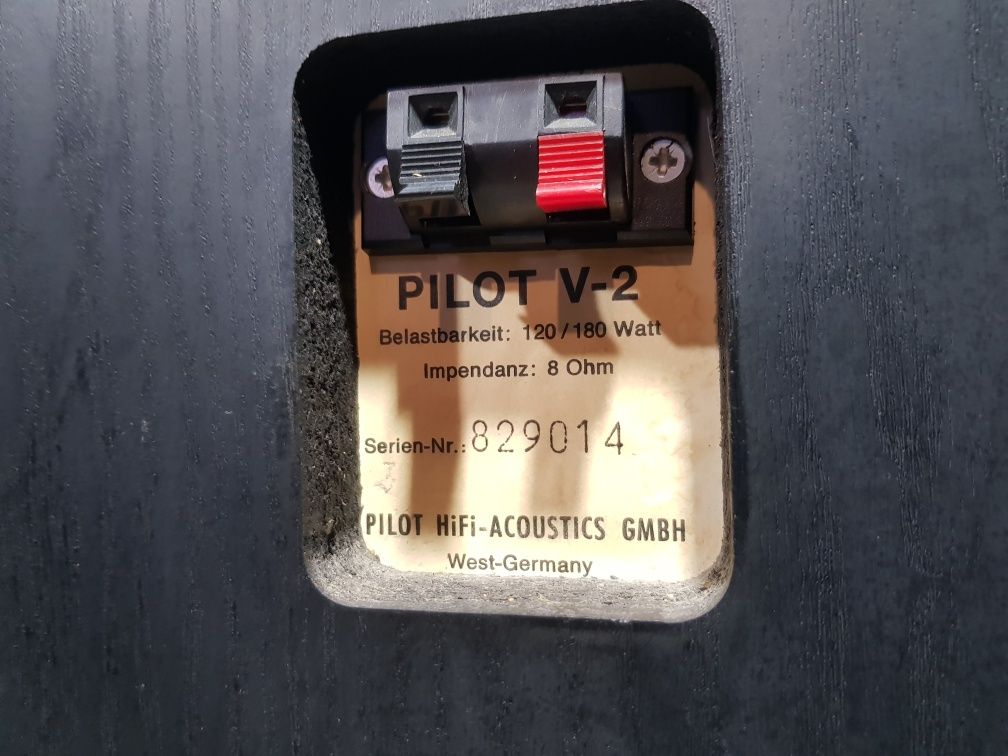 PILOT V-2
Belastbarkeit: 120/180 Watt
Impendanz: 8 Ohm
Serien-Nr.: 829014
PILOT HiFi-ACOUSTICS GMBH
West-Germany